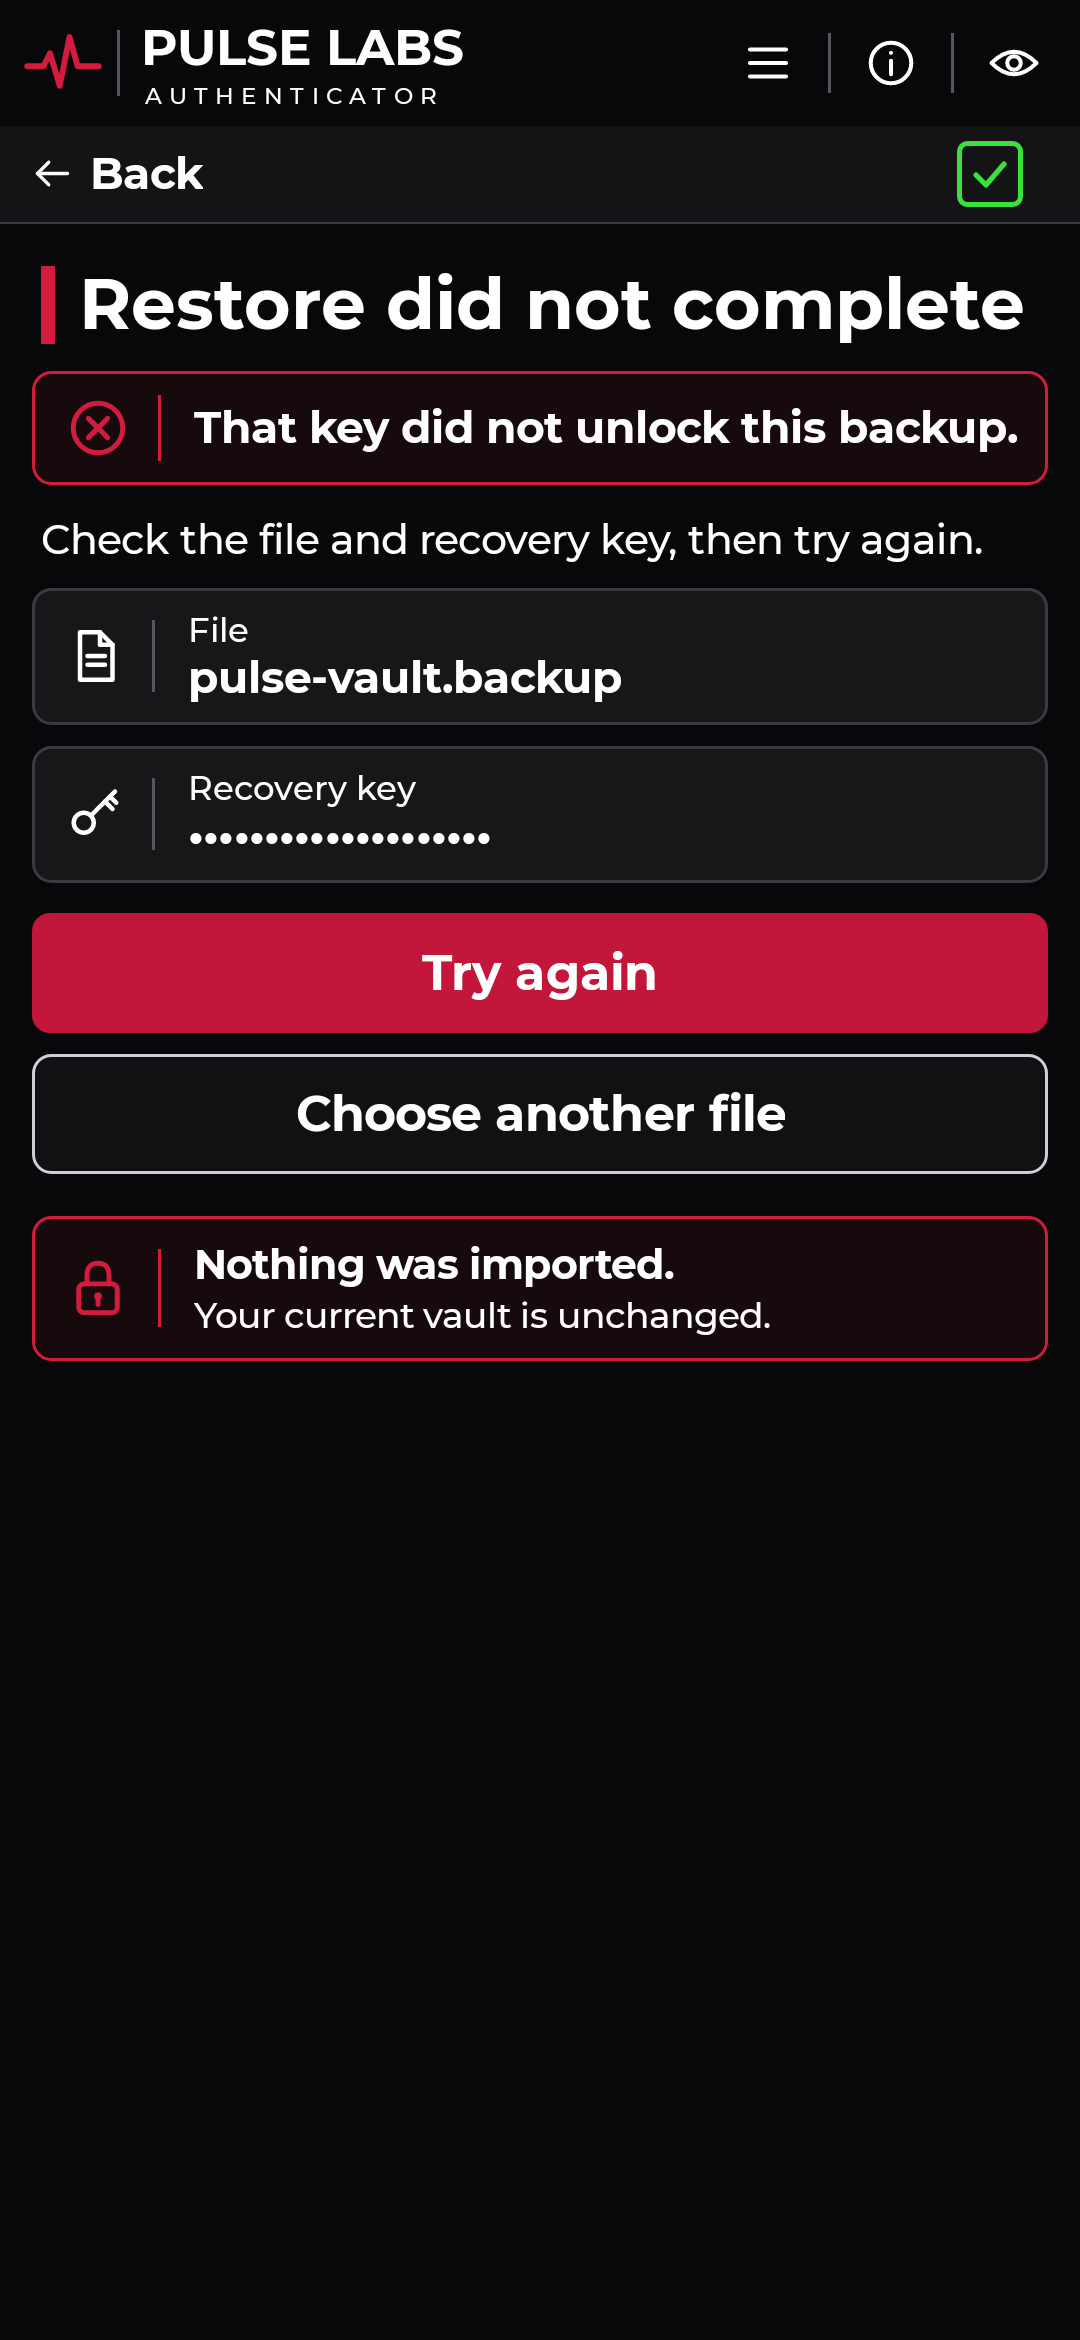 PULSE LABS
AUTHENTICATOR
Back
Restore did not complete
That key did not unlock this backup.
Check the file and recovery key, then try again.
File
pulse-vault.backup
Recovery key
••••••••••••••••••••
Try again
Choose another file
Nothing was imported.
Your current vault is unchanged.